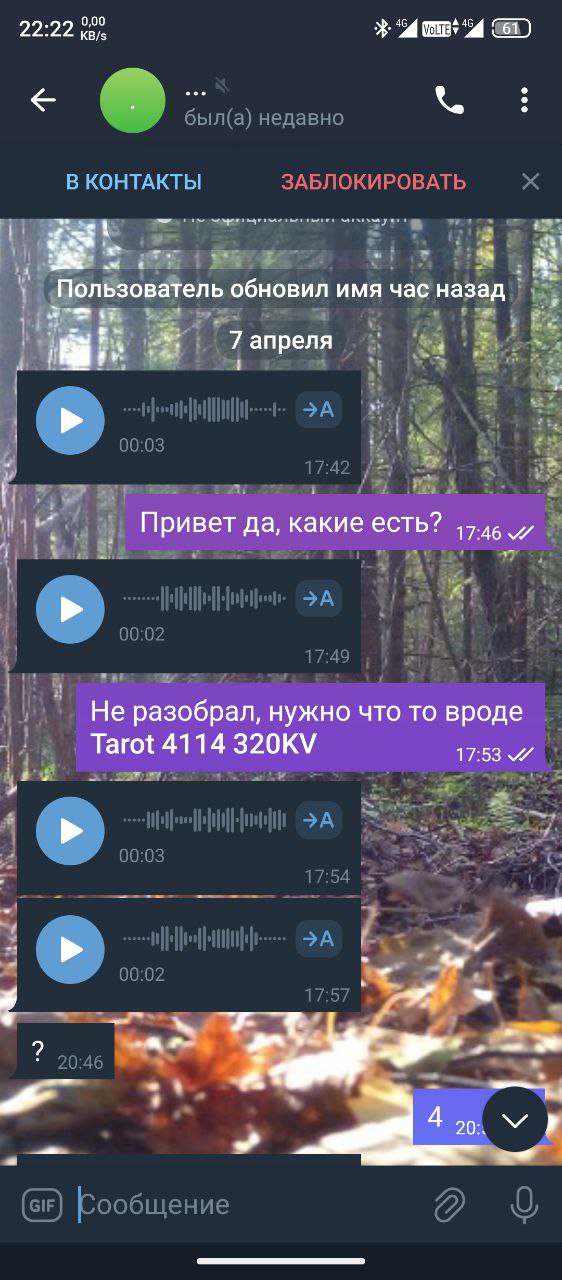 22:22 0,00 KB/s 4G VoLTE 4G 61
...
был(а) недавно
В КОНТАКТЫ ЗАБЛОКИРОВАТЬ
Не официальный аккаунт
Пользователь обновил имя час назад
7 апреля
→A
00:03
17:42
Привет да, какие есть? 17:46
→A
00:02
17:49
Не разобрал, нужно что то вроде
Tarot 4114 320KV 17:53
→A
00:03
17:54
→A
00:02
17:57
? 20:46
4
GIF Сообщение